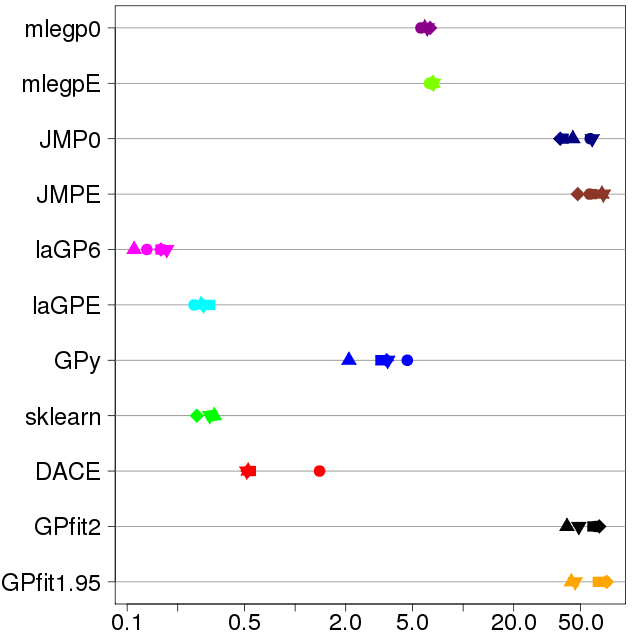 mlegp0
mlegpE
JMP0
JMPE
laGP6
laGPE
GPy
sklearn
DACE
GPfit2
GPfit1.95
0.1 0.5 2.0 5.0 20.0 50.0